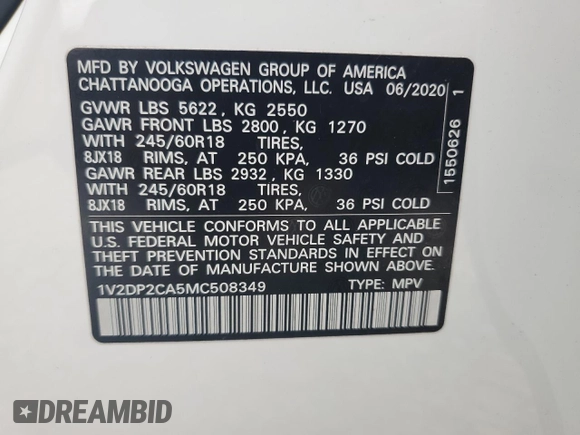 MFD BY VOLKSWAGEN GROUP OF AMERICA
CHATTANOOGA OPERATIONS, LLC. USA 06/2020
GVWR LBS 5622 , KG 2550
GAWR FRONT LBS 2800 , KG 1270
WITH 245/60R18 TIRES,
8JX18 RIMS, AT 250 KPA, 36 PSI COLD
GAWR REAR LBS 2932 , KG 1330
WITH 245/60R18 TIRES,
8JX18 RIMS, AT 250 KPA, 36 PSI COLD
THIS VEHICLE CONFORMS TO ALL APPLICABLE
U.S. FEDERAL MOTOR VEHICLE SAFETY AND
THEFT PREVENTION STANDARDS IN EFFECT ON
THE DATE OF MANUFACTURE SHOWN ABOVE.
1V2DP2CA5MC508349 TYPE: MPV
1550626 1
DREAMBID